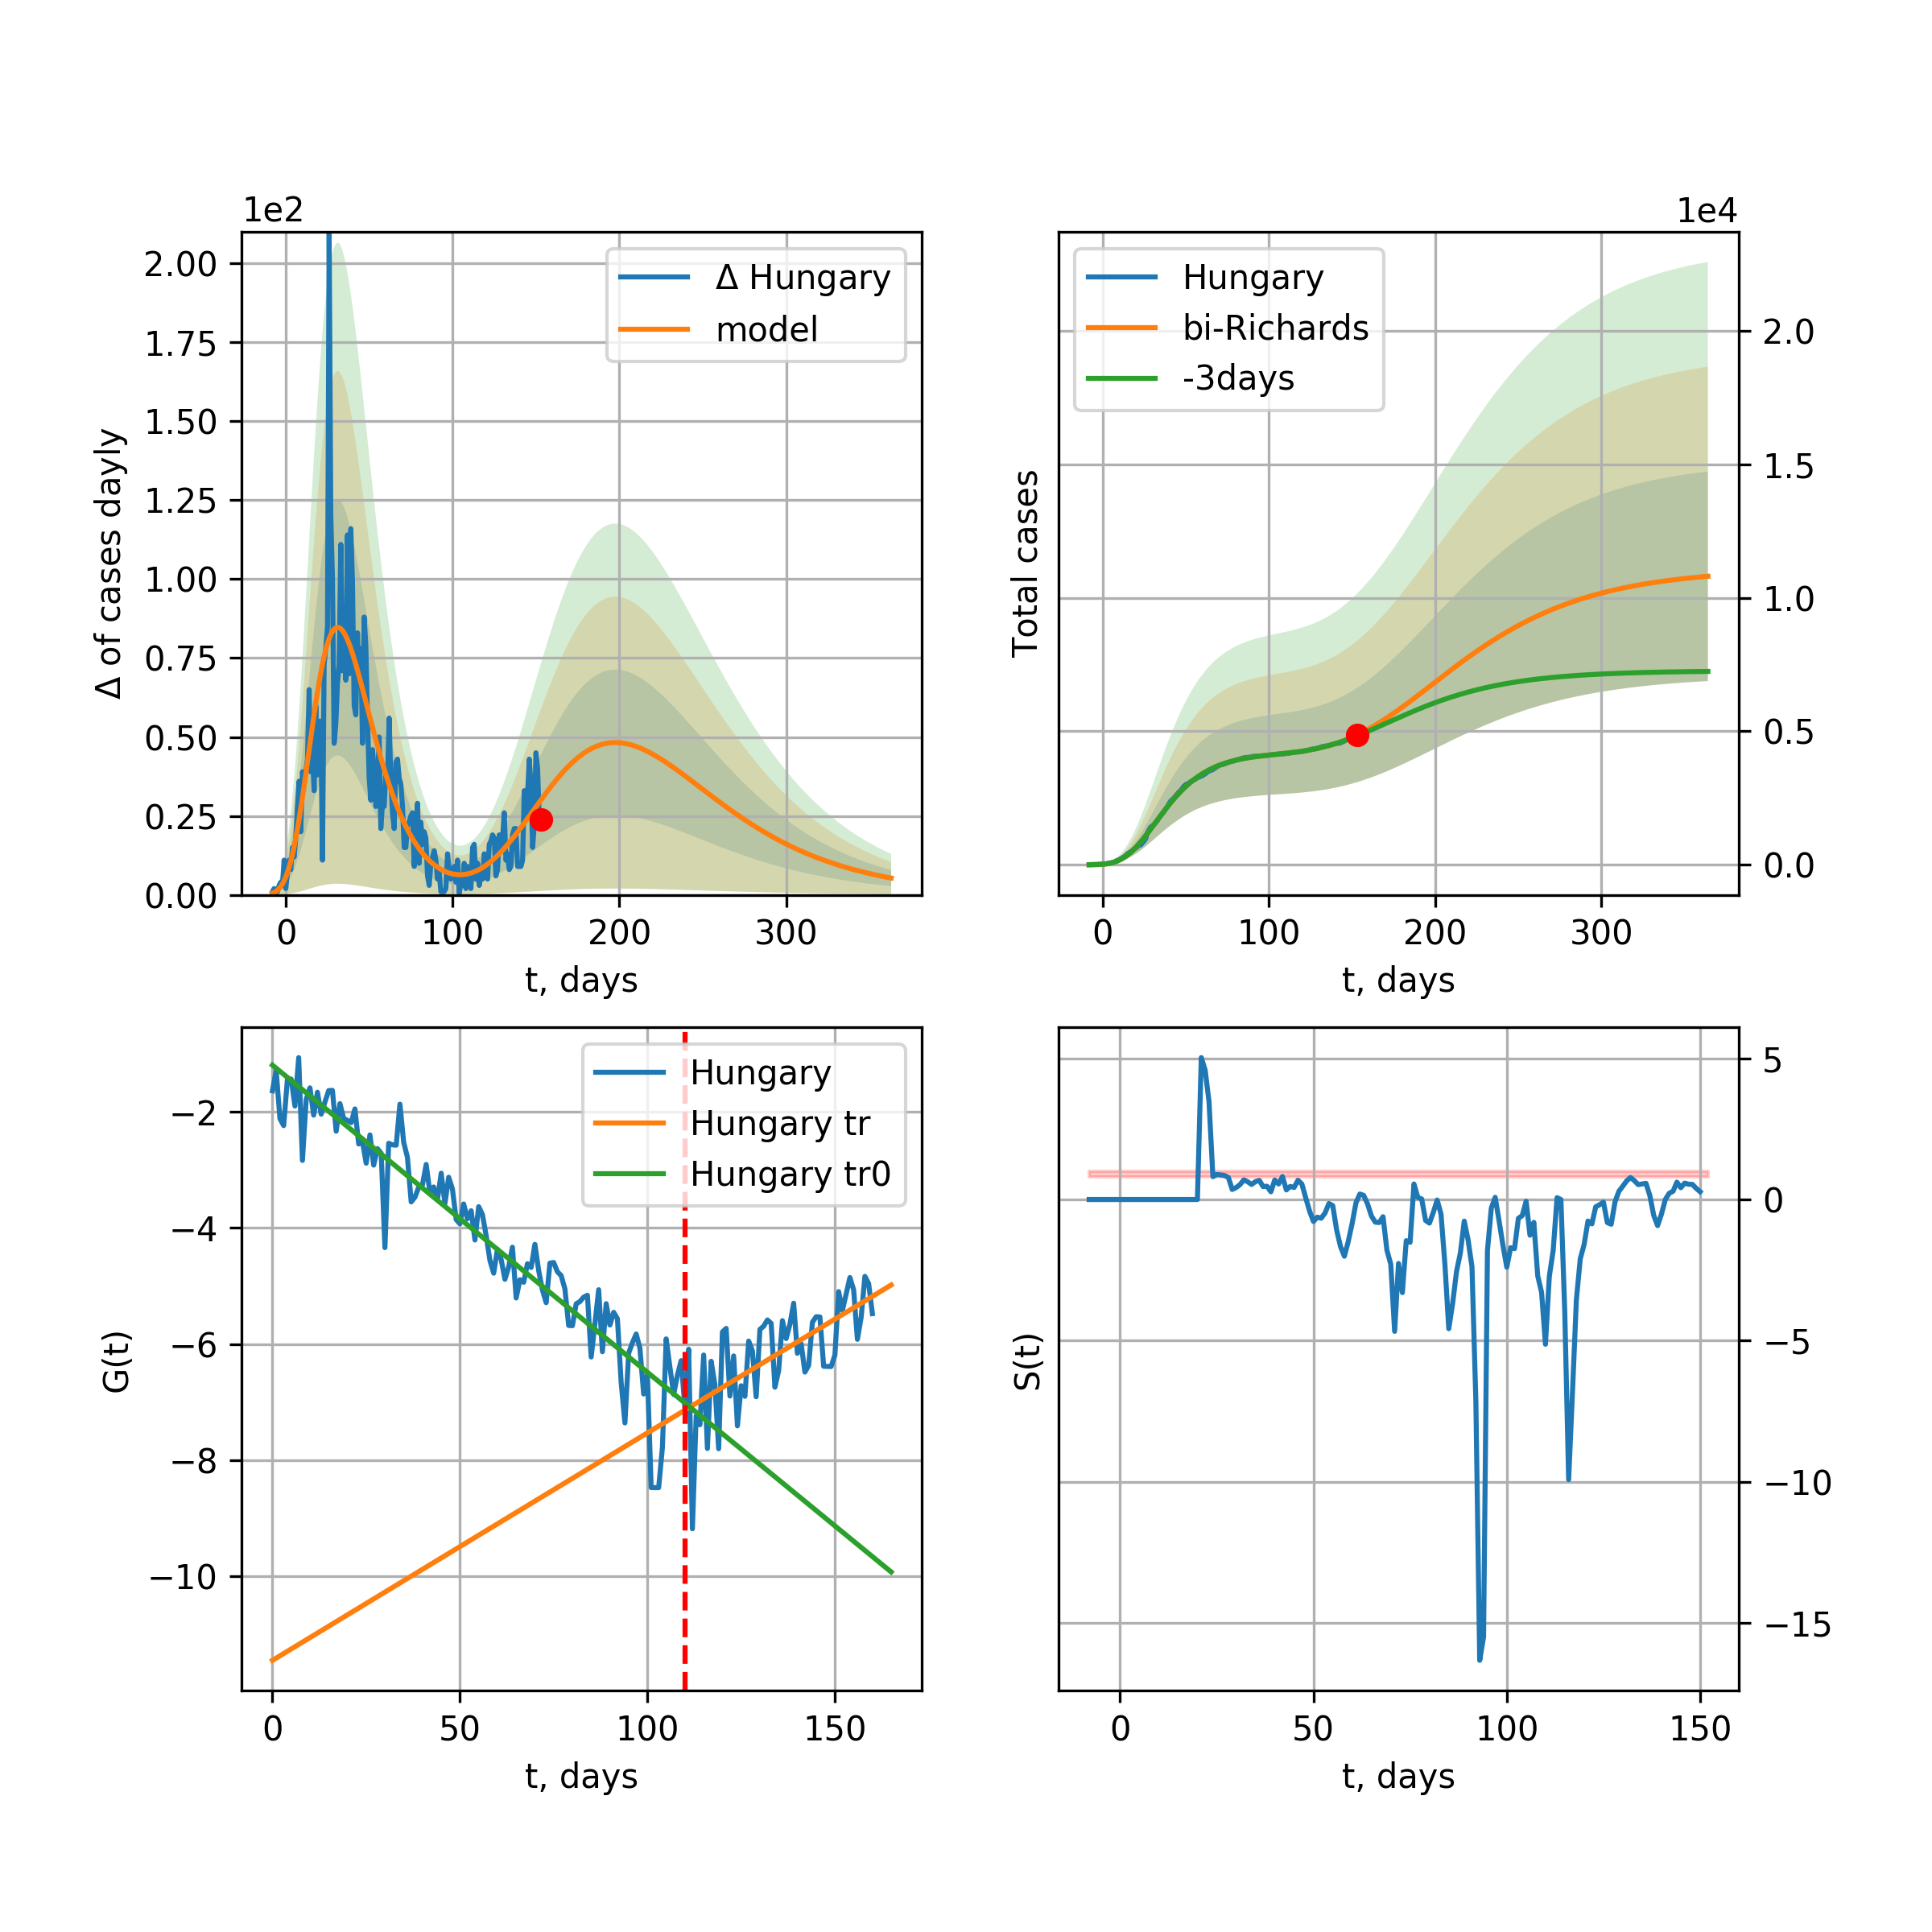 1e2
Δ of cases dayly
2.00
1.75
1.50
1.25
1.00
0.75
0.50
0.25
0.00
0 100 200 300
t, days
Δ Hungary
model
1e4
Total cases
Hungary
bi-Richards
-3days
2.0
1.5
1.0
0.5
0.0
0 100 200 300
t, days
G(t)
−2
−4
−6
−8
−10
0 50 100 150
t, days
Hungary
Hungary tr
Hungary tr0
S(t)
5
0
−5
−10
−15
0 50 100 150
t, days